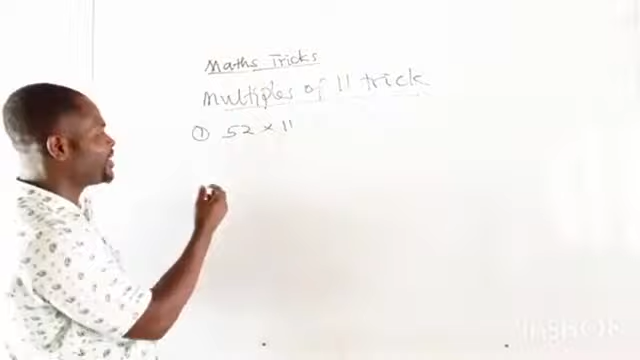 Maths Tricks
Multiples of 11 trick
① 52 × 11